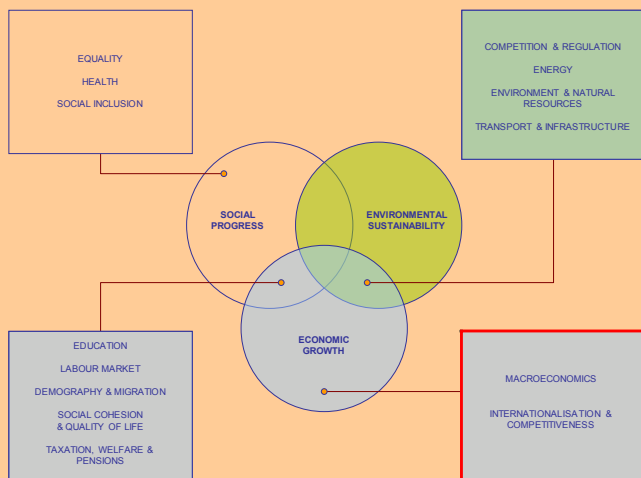 EQUALITY
HEALTH
SOCIAL INCLUSION
COMPETITION & REGULATION
ENERGY
ENVIRONMENT & NATURAL
RESOURCES
TRANSPORT & INFRASTRUCTURE
SOCIAL
PROGRESS
ENVIRONMENTAL
SUSTAINABILITY
ECONOMIC
GROWTH
EDUCATION
LABOUR MARKET
DEMOGRAPHY & MIGRATION
SOCIAL COHESION
& QUALITY OF LIFE
TAXATION, WELFARE &
PENSIONS
MACROECONOMICS
INTERNATIONALISATION &
COMPETITIVENESS